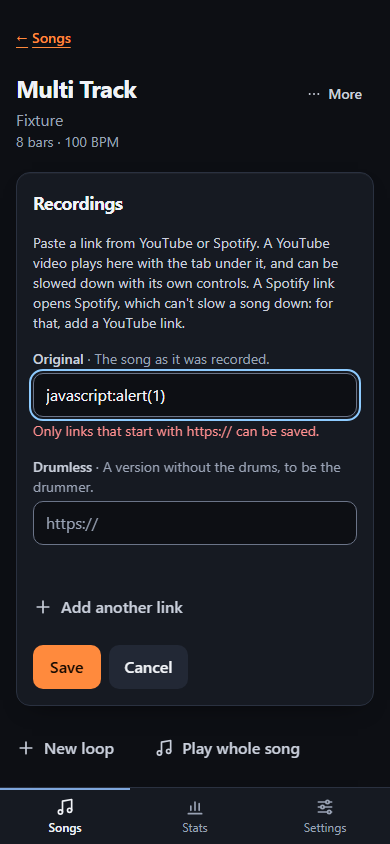 ← Songs
Multi Track
··· More
Fixture
8 bars · 100 BPM
Recordings
Paste a link from YouTube or Spotify. A YouTube
video plays here with the tab under it, and can be
slowed down with its own controls. A Spotify link
opens Spotify, which can't slow a song down: for
that, add a YouTube link.
Original · The song as it was recorded.
javascript:alert(1)
Only links that start with https:// can be saved.
Drumless · A version without the drums, to be the
drummer.
https://
+ Add another link
Save Cancel
+ New loop Play whole song
Songs Stats Settings